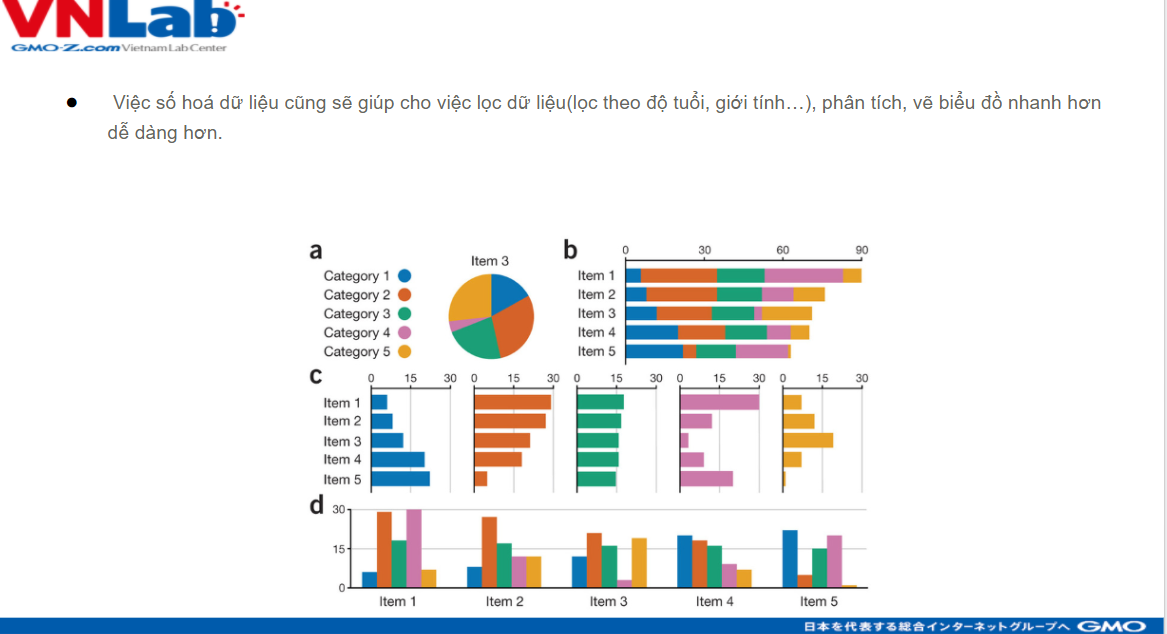 VNLab
GMO-Z.com Vietnam Lab Center
● Việc số hoá dữ liệu cũng sẽ giúp cho việc lọc dữ liệu(lọc theo độ tuổi, giới tính…), phân tích, vẽ biểu đồ nhanh hơn
dễ dàng hơn.
a
Item 3
Category 1
Category 2
Category 3
Category 4
Category 5
b
0 30 60 90
Item 1
Item 2
Item 3
Item 4
Item 5
c
0 15 30 0 15 30 0 15 30 0 15 30 0 15 30
Item 1
Item 2
Item 3
Item 4
Item 5
d
30
15
0
Item 1 Item 2 Item 3 Item 4 Item 5
日本を代表する総合インターネットグループへ GMO